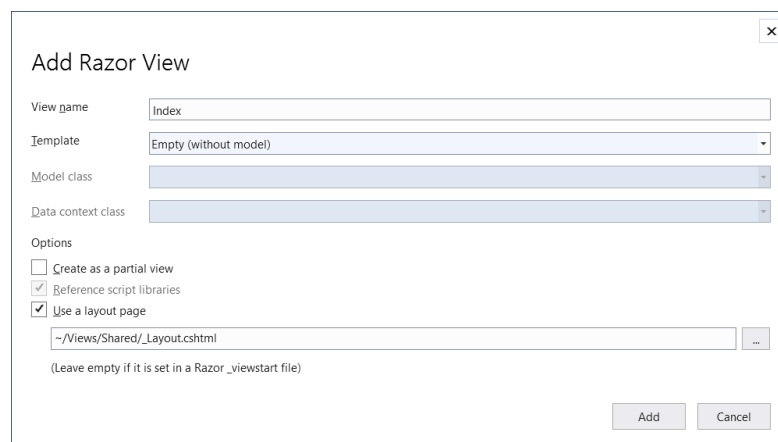 Add Razor View
View name
Index
Template
Empty (without model)
Model class
Data context class
Options
Create as a partial view
Reference script libraries
Use a layout page
~/Views/Shared/_Layout.cshtml
...
(Leave empty if it is set in a Razor _viewstart file)
Add
Cancel